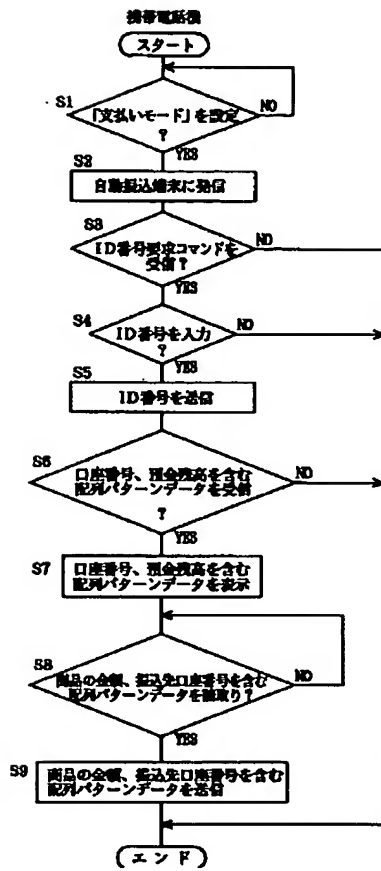 携帯電話機
スタート
S1
「支払いモード」を設定
?
NO
YES
S2
自動振込端末に発信
S3
ID番号要求コマンドを
受信?
NO
YES
S4
ID番号を入力
?
NO
YES
S5
ID番号を送信
S6
口座番号、預金残高を含む
配列パターンデータを受信
?
NO
YES
S7
口座番号、預金残高を含む
配列パターンデータを表示
S8
商品の金額、振込先口座番号を含む
配列パターンデータを読取り?
NO
YES
S9
商品の金額、振込先口座番号を含む
配列パターンデータを送信
エンド